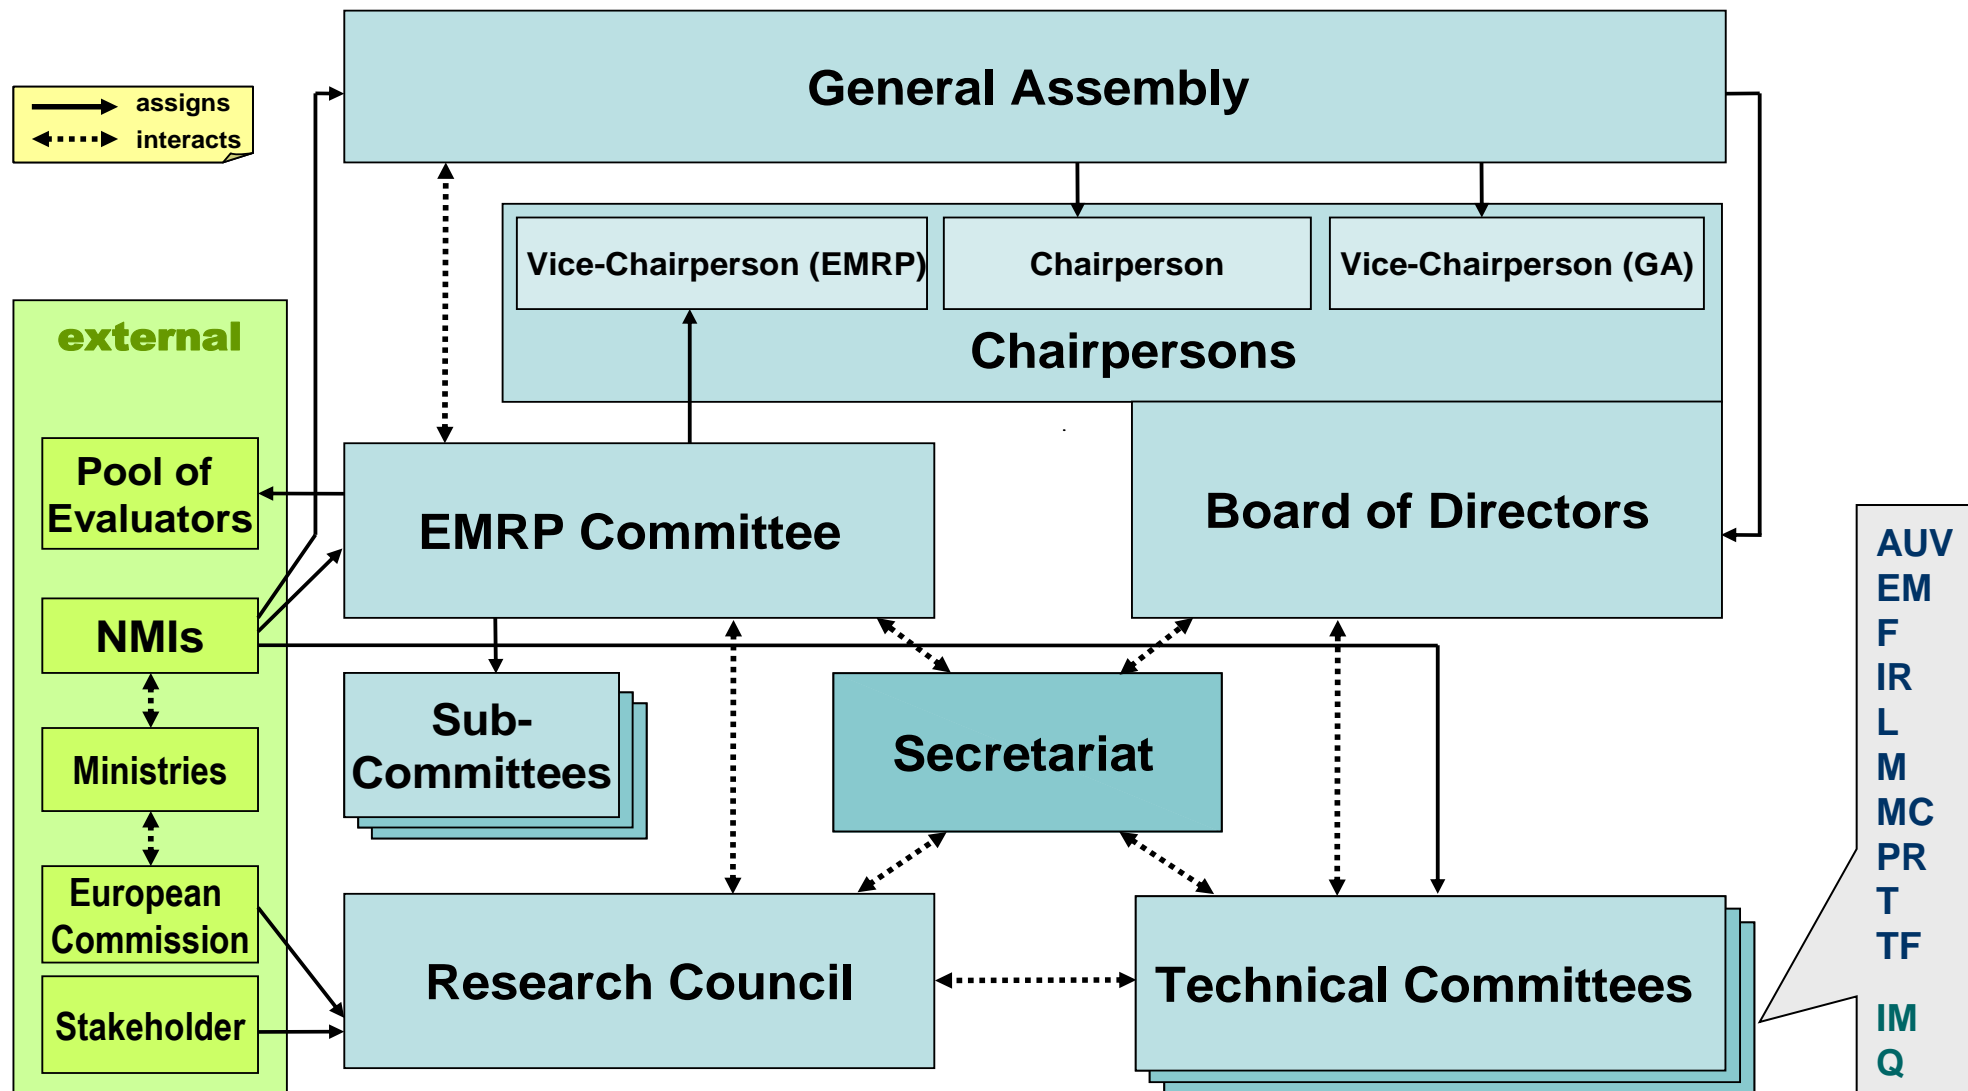 General Assembly
assigns
interacts
Vice-Chairperson (EMRP)
Chairperson
Vice-Chairperson (GA)
Chairpersons
external
Pool of
Evaluators
NMIs
Ministries
European
Commission
Stakeholder
EMRP Committee
Board of Directors
Sub-
Committees
Secretariat
Research Council
Technical Committees
AUV
EM
F
IR
L
M
MC
PR
T
TF
IM
Q